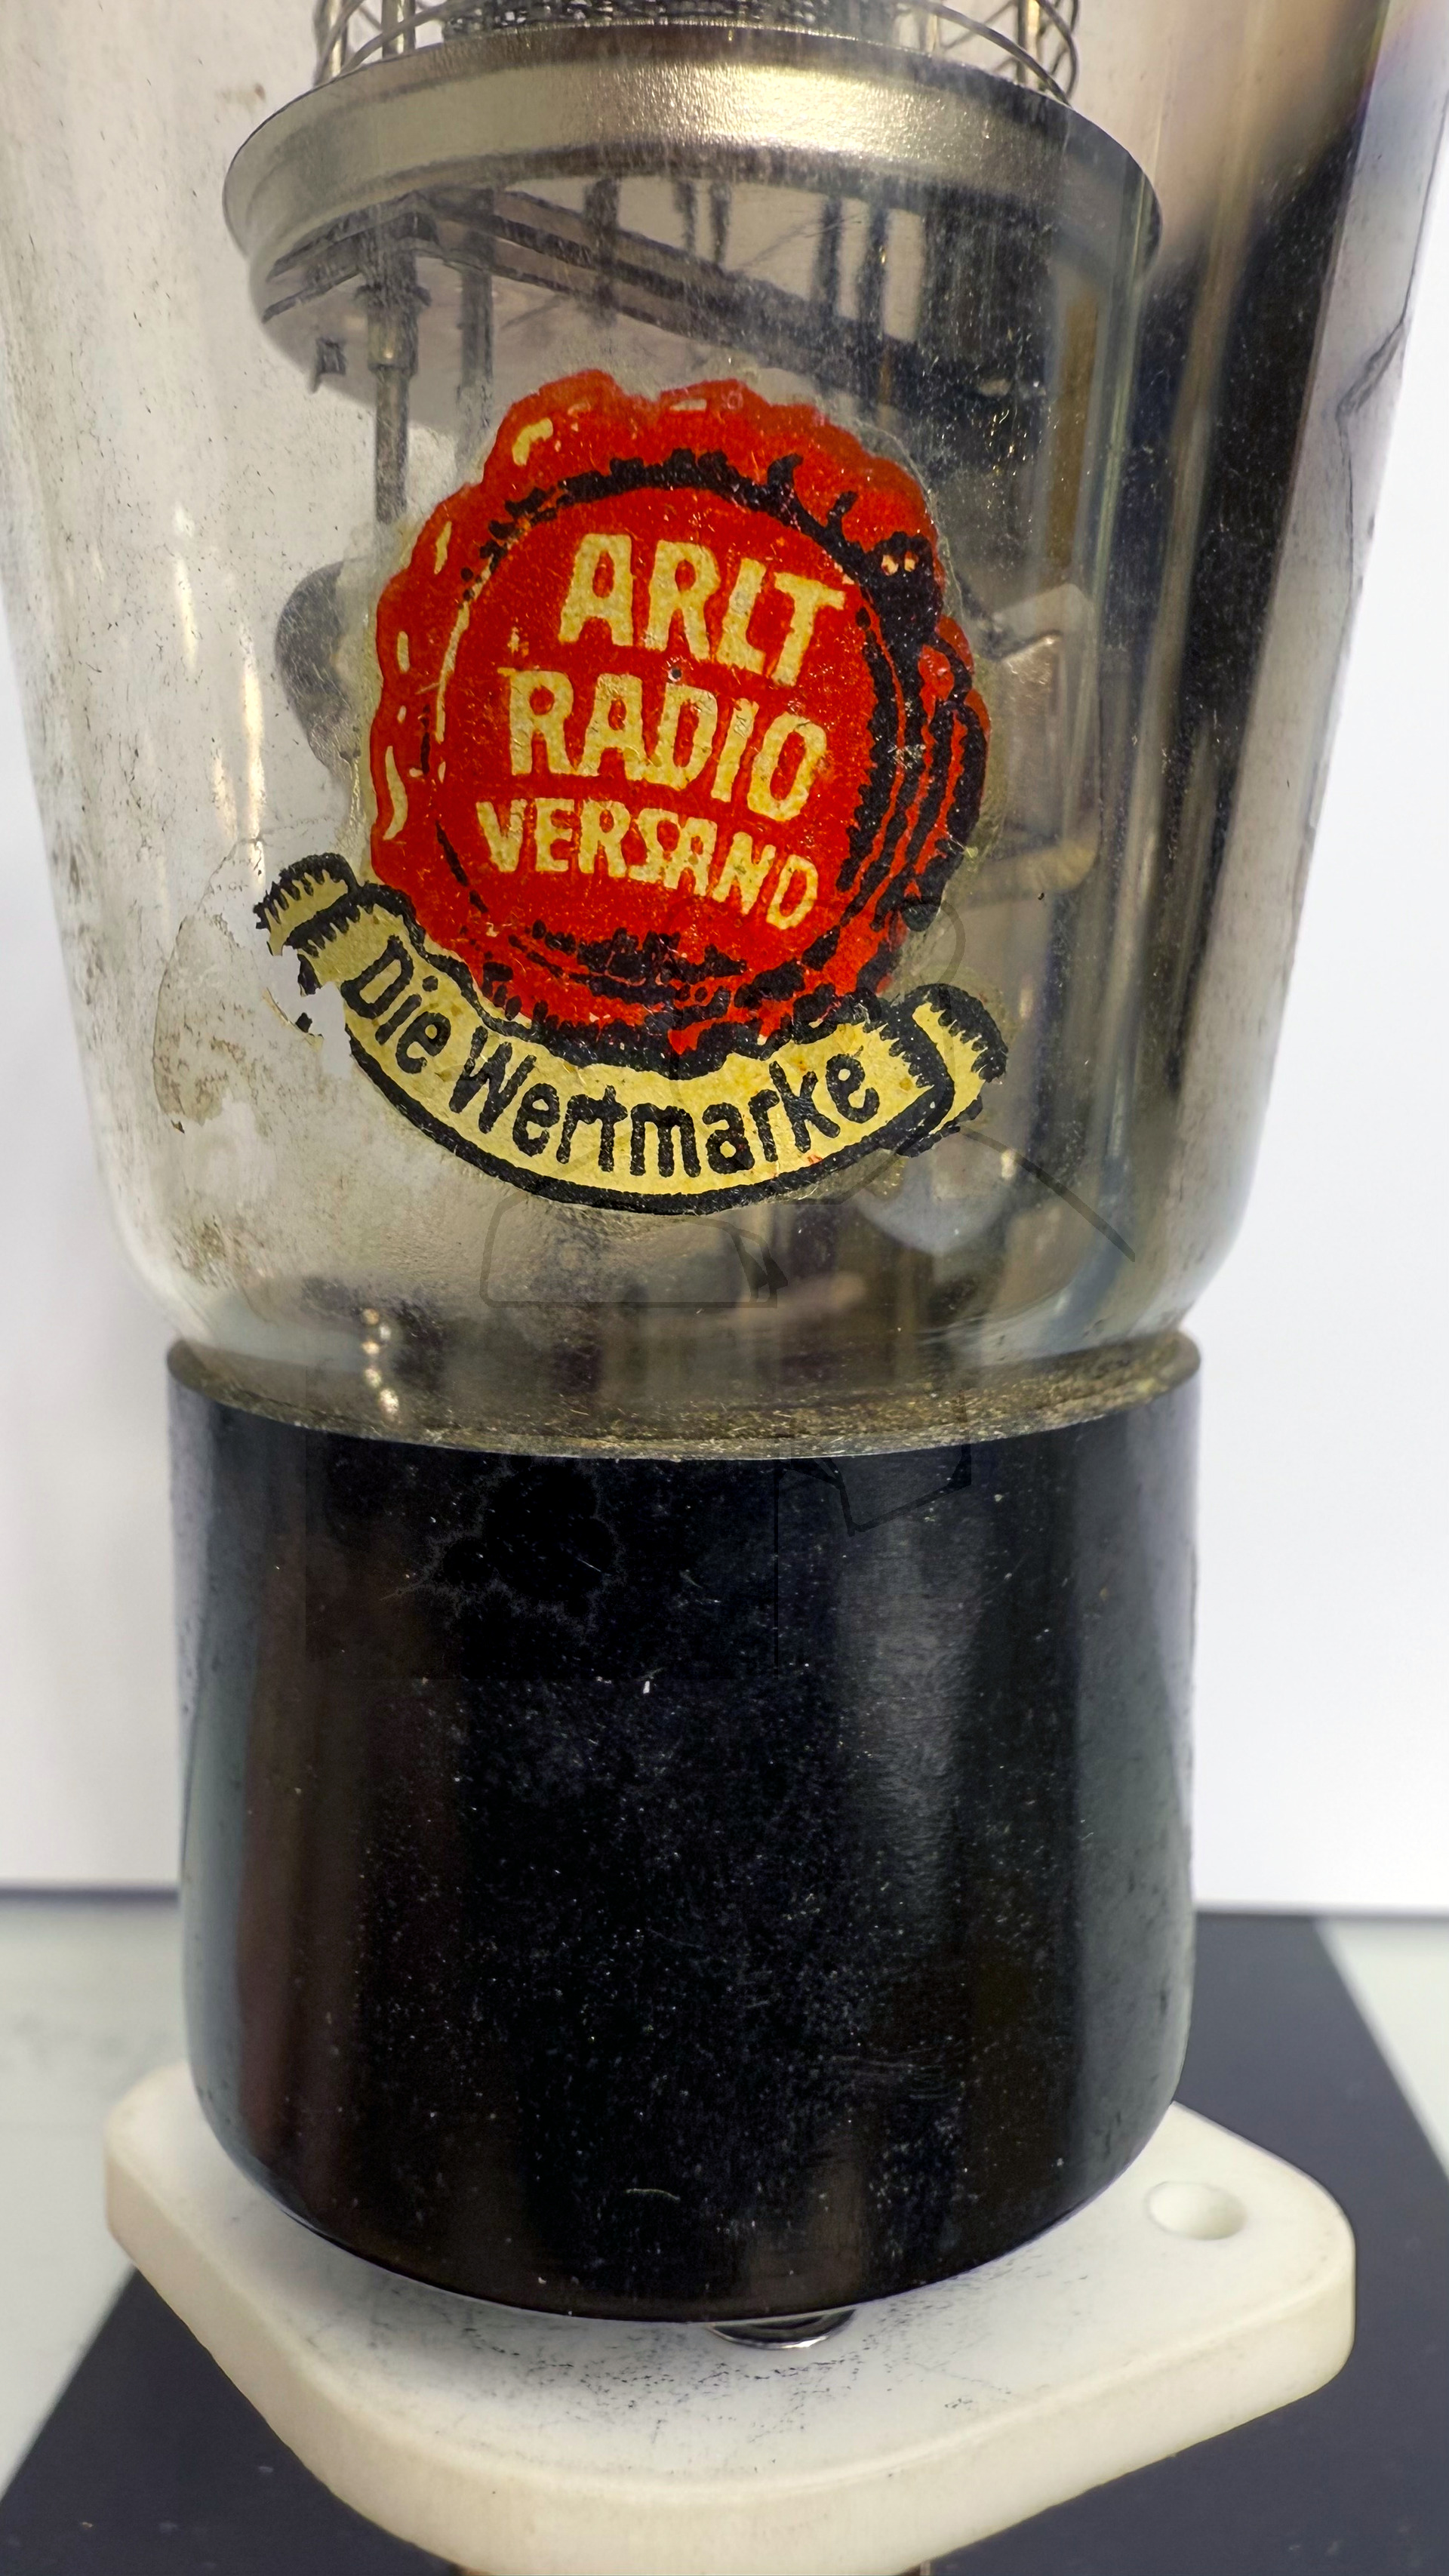 ARLT
RADIO
VERSAND
Die Wertmarke